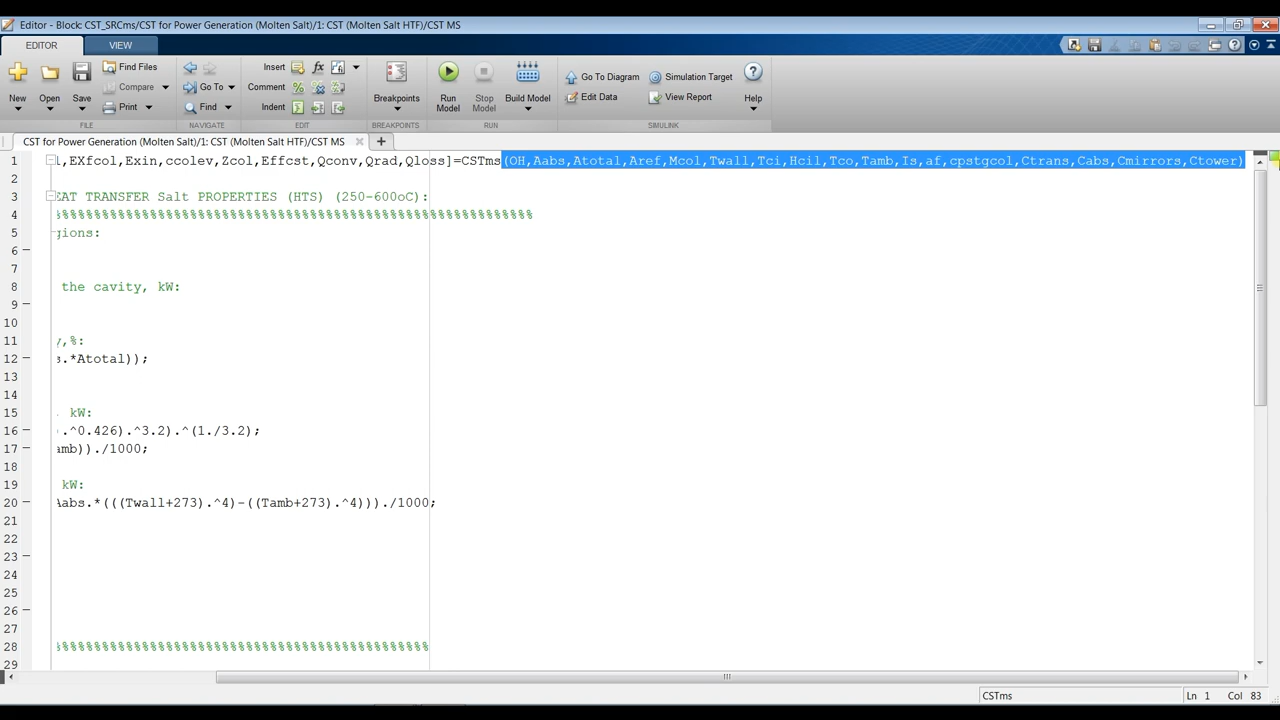 Editor - Block: CST_SRCms/CST for Power Generation (Molten Salt)/1: CST (Molten Salt HTF)/CST MS
EDITOR VIEW
New Open Save Find Files Compare Print
Go To Find
Insert Comment Indent
Breakpoints
Run Model Stop Model Build Model
Go To Diagram Simulation Target Edit Data View Report
Help
FILE NAVIGATE EDIT BREAKPOINTS RUN SIMULINK
CST for Power Generation (Molten Salt)/1: CST (Molten Salt HTF)/CST MS
1 l,EXfcol,Exin,ccolev,Zcol,Effcst,Qconv,Qrad,Qloss]=CSTms(OH,Aabs,Atotal,Aref,Mcol,Twall,Tci,Hcil,Tco,Tamb,Is,af,cpstgcol,Ctrans,Cabs,Cmirrors,Ctower)
2
3 EAT TRANSFER Salt PROPERTIES (HTS) (250-600oC):
4 %%%%%%%%%%%%%%%%%%%%%%%%%%%%%%%%%%%%%%%%%%%%%%%%%%%%%%%%%%%
5 gions:
6
7
8 the cavity, kW:
9
10
11 y,%:
12 s.*Atotal));
13
14
15 , kW:
16 ).^0.426).^3.2).^(1./3.2);
17 amb))./1000;
18
19 kW:
20 Aabs.*(((Twall+273).^4)-((Tamb+273).^4)))./1000;
21
22
23
24
25
26
27
28 %%%%%%%%%%%%%%%%%%%%%%%%%%%%%%%%%%%%%%%%%%%%%%
29
CSTms Ln 1 Col 83